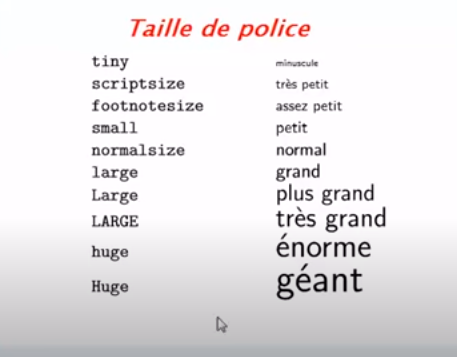 Taille de police
tiny minuscule
scriptsize très petit
footnotesize assez petit
small petit
normalsize normal
large grand
Large plus grand
LARGE très grand
huge énorme
Huge géant